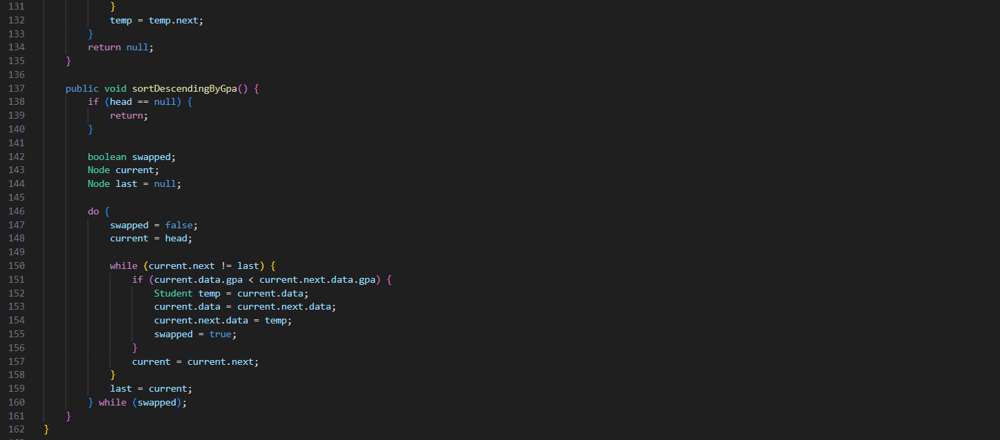 131             }
132             temp = temp.next;
133         }
134         return null;
135     }
136
137     public void sortDescendingByGpa() {
138         if (head == null) {
139             return;
140         }
141
142         boolean swapped;
143         Node current;
144         Node last = null;
145
146         do {
147             swapped = false;
148             current = head;
149
150             while (current.next != last) {
151                 if (current.data.gpa < current.next.data.gpa) {
152                     Student temp = current.data;
153                     current.data = current.next.data;
154                     current.next.data = temp;
155                     swapped = true;
156                 }
157                 current = current.next;
158             }
159             last = current;
160         } while (swapped);
161     }
162 }